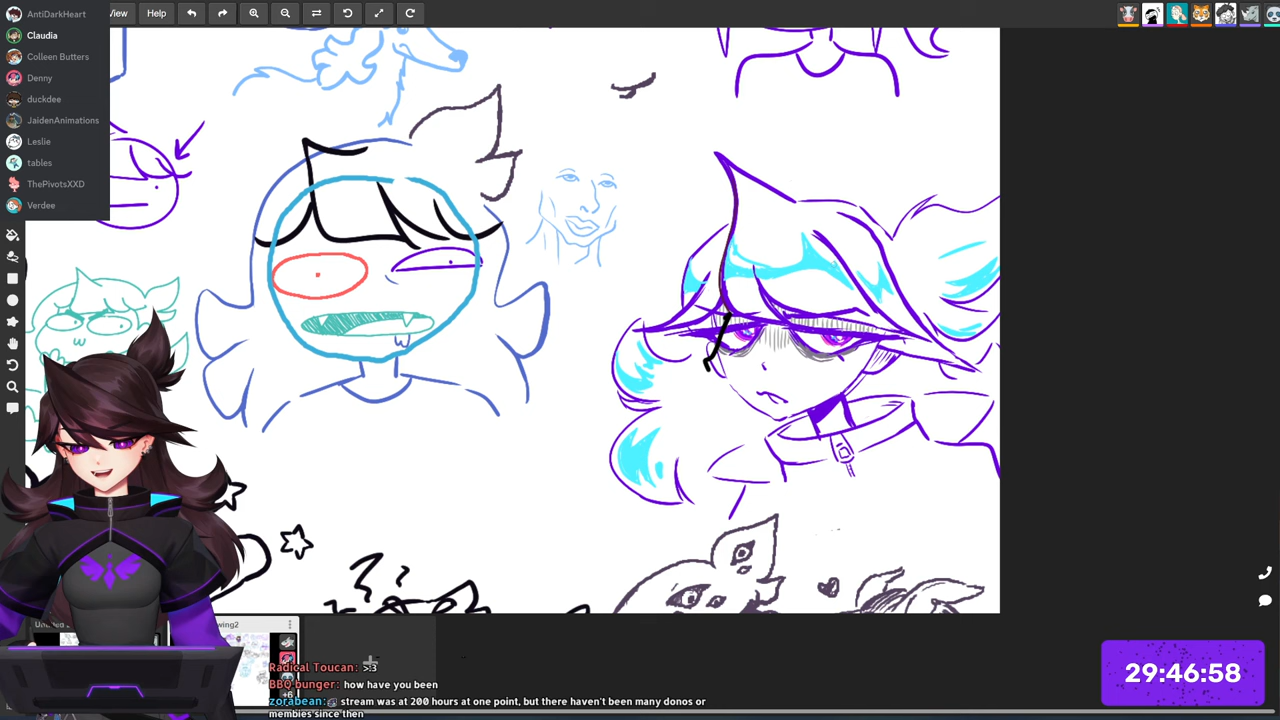 AntiDarkHeart
View
Help
Claudia
Colleen Butters
Denny
duckdee
JaidenAnimations
Leslie
tables
ThePivotsXXD
Verdee
Radical Toucan: >:3
BBQ bunger: how have you been
zorabean: stream was at 200 hours at one point, but there haven't been many donos or
membies since then
29:46:58